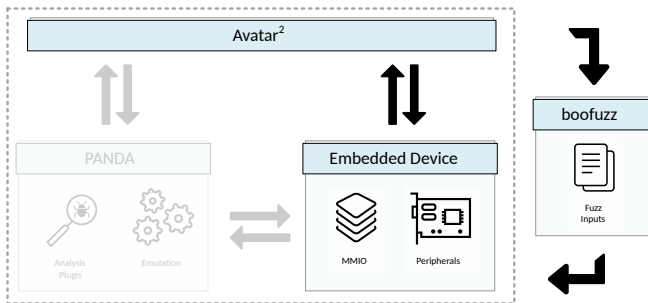 Avatar²
boofuzz
PANDA
Embedded Device
Fuzz
Inputs
Analysis
Plugis
Emulation
MMIO
Peripherals